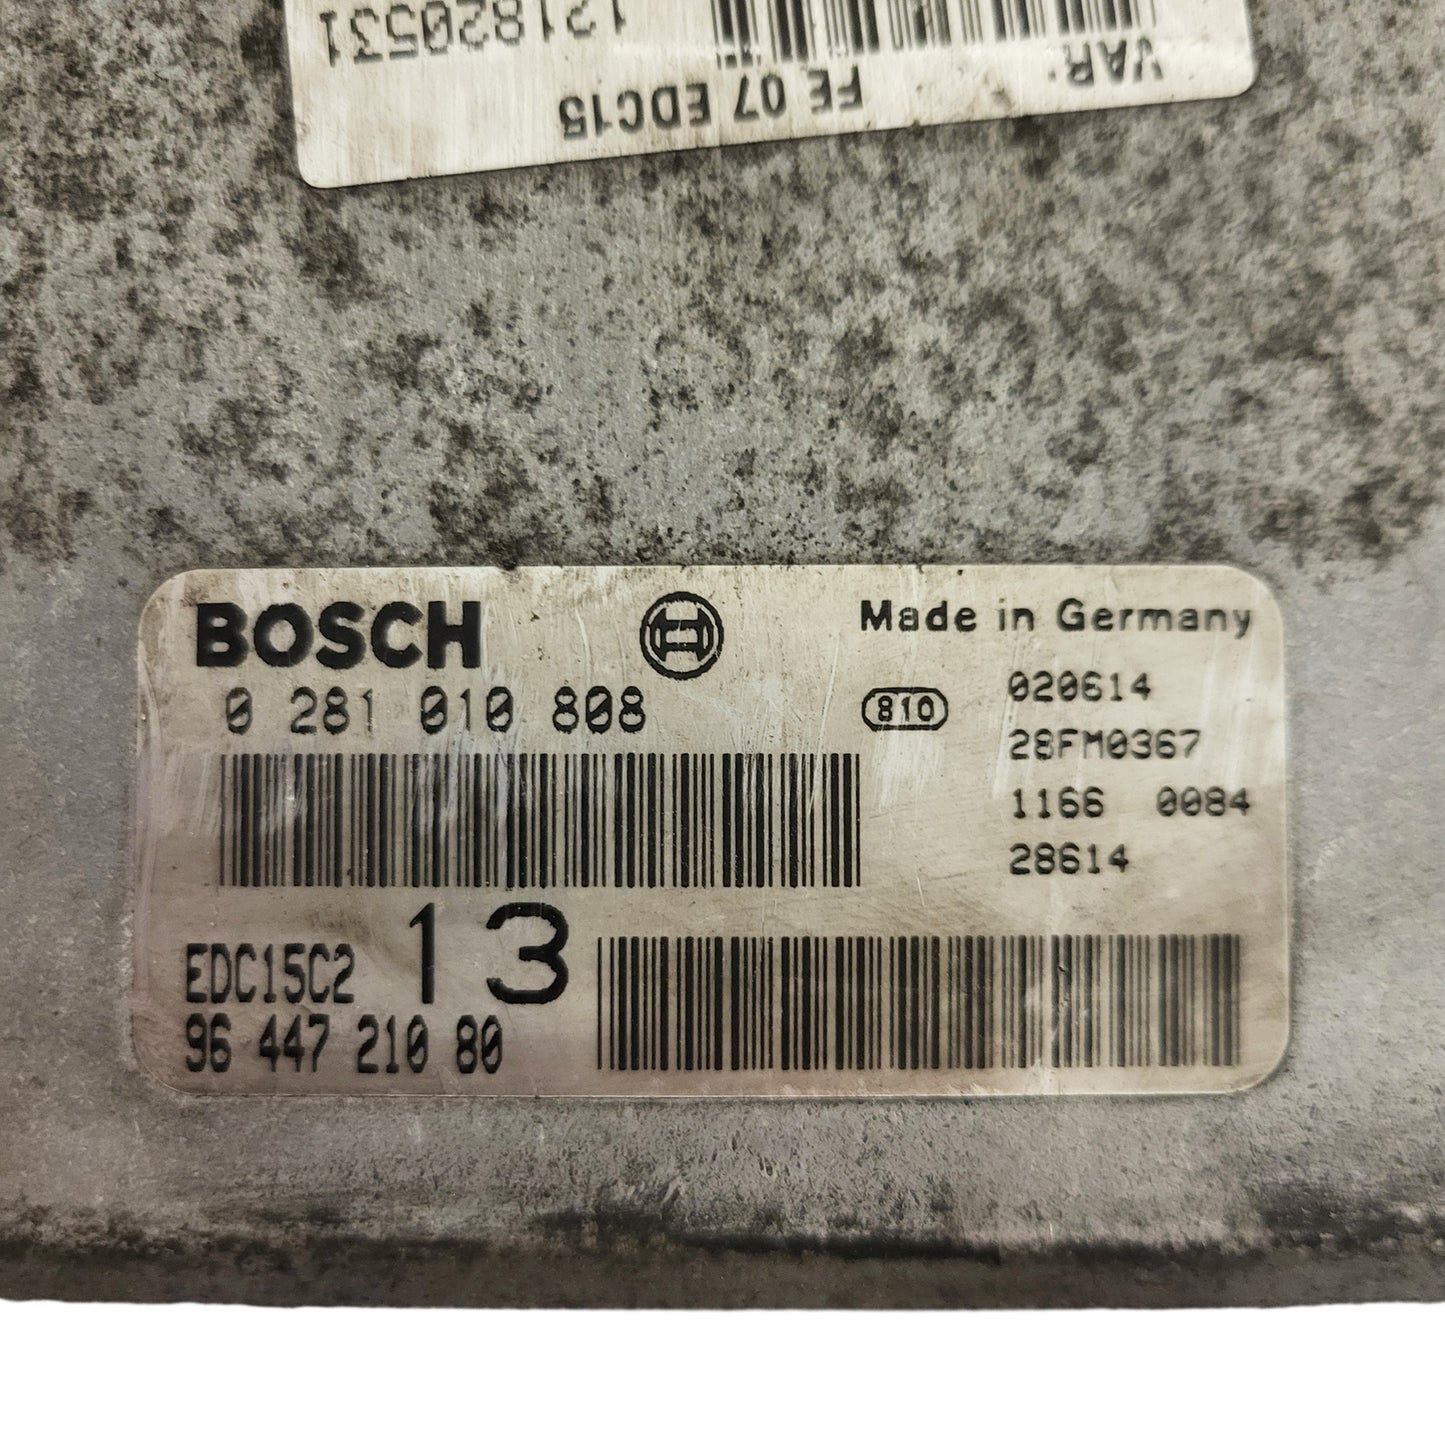 VAR:
121820531
FE 07 EDC15
BOSCH
Made in Germany
0 281 010 808
810
020614
28FM0367
1166 0084
28614
EDC15C2 13
96 447 210 80